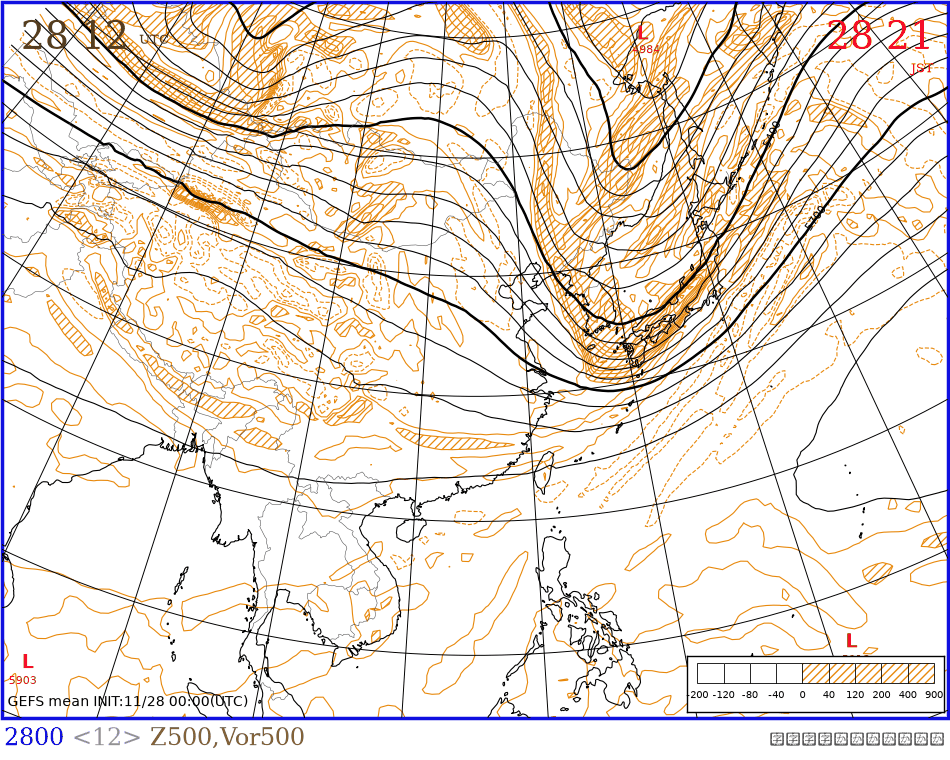 28 12 UTC
28 21 JST
L
4984
5400
5700
L
5903
L
-200 -120 -80 -40 0 40 120 200 400 900
GEFS mean INIT:11/28 00:00(UTC)
2800 <12> Z500,Vor500